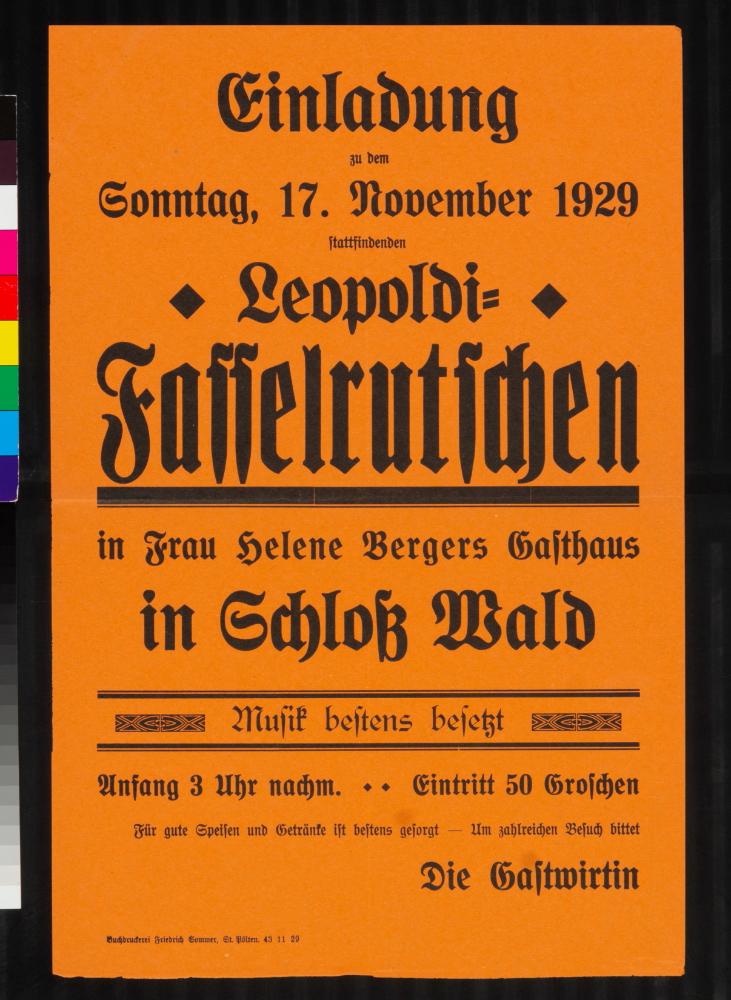 Einladung
zu dem
Sonntag, 17. November 1929
stattfindenden
Leopoldi-
Fasselrutschen
in Frau Helene Bergers Gasthaus
in Schloß Wald
Musik bestens besetzt
Anfang 3 Uhr nachm. Eintritt 50 Groschen
Für gute Speisen und Getränke ist bestens gesorgt — Um zahlreichen Besuch bittet
Die Gastwirtin
Buchdruckerei Friedrich Sommer, St. Pölten. 43 11 29